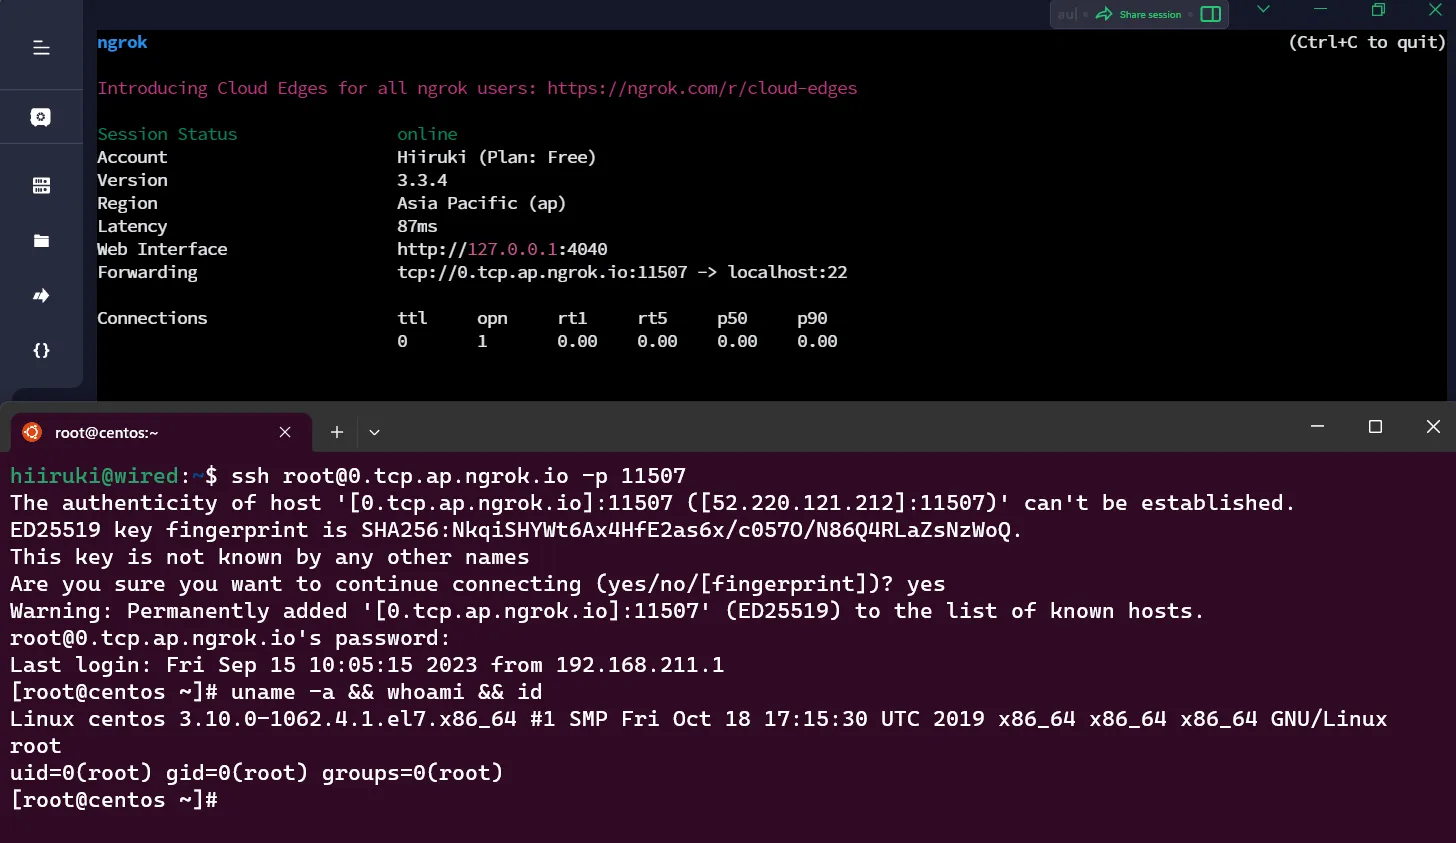 Share session
ngrok (Ctrl+C to quit)
Introducing Cloud Edges for all ngrok users: https://ngrok.com/r/cloud-edges
Session Status online
Account Hiiruki (Plan: Free)
Version 3.3.4
Region Asia Pacific (ap)
Latency 87ms
Web Interface http://127.0.0.1:4040
Forwarding tcp://0.tcp.ap.ngrok.io:11507 -> localhost:22
Connections ttl opn rt1 rt5 p50 p90
0 1 0.00 0.00 0.00 0.00
root@centos:~
hiiruki@wired:~$ ssh root@0.tcp.ap.ngrok.io -p 11507
The authenticity of host '[0.tcp.ap.ngrok.io]:11507 ([52.220.121.212]:11507)' can't be established.
ED25519 key fingerprint is SHA256:NkqiSHYWt6Ax4HfE2as6x/c057O/N86Q4RLaZsNzWoQ.
This key is not known by any other names
Are you sure you want to continue connecting (yes/no/[fingerprint])? yes
Warning: Permanently added '[0.tcp.ap.ngrok.io]:11507' (ED25519) to the list of known hosts.
root@0.tcp.ap.ngrok.io's password:
Last login: Fri Sep 15 10:05:15 2023 from 192.168.211.1
[root@centos ~]# uname -a && whoami && id
Linux centos 3.10.0-1062.4.1.el7.x86_64 #1 SMP Fri Oct 18 17:15:30 UTC 2019 x86_64 x86_64 x86_64 GNU/Linux
root
uid=0(root) gid=0(root) groups=0(root)
[root@centos ~]#